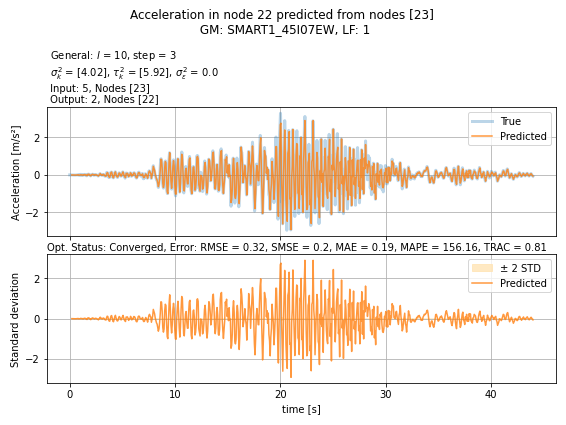 Acceleration in node 22 predicted from nodes [23]
GM: SMART1_45I07EW, LF: 1
General: l = 10, step = 3
σ²ₖ = [4.02], τ²ₖ = [5.92], σ²ε = 0.0
Input: 5, Nodes [23]
Output: 2, Nodes [22]
Acceleration [m/s²]
2
0
−2
True
Predicted
Opt. Status: Converged, Error: RMSE = 0.32, SMSE = 0.2, MAE = 0.19, MAPE = 156.16, TRAC = 0.81
Standard deviation
2
0
−2
± 2 STD
Predicted
0 10 20 30 40
time [s]